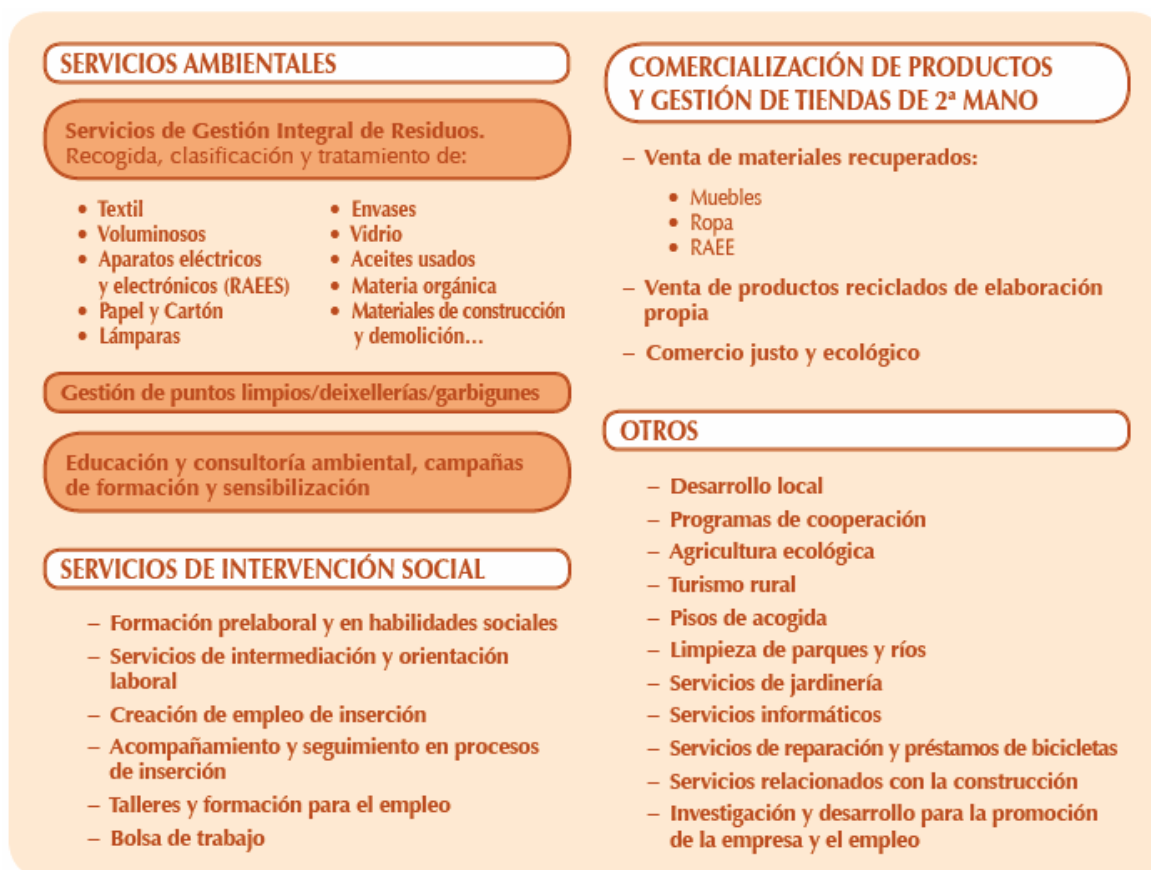 SERVICIOS AMBIENTALES
Servicios de Gestión Integral de Residuos.
Recogida, clasificación y tratamiento de:
• Textil
• Voluminosos
• Aparatos eléctricos
y electrónicos (RAEES)
• Papel y Cartón
• Lámparas
• Envases
• Vidrio
• Aceites usados
• Materia orgánica
• Materiales de construcción
y demolición...
Gestión de puntos limpios/deixellerías/garbigunes
Educación y consultoría ambiental, campañas
de formación y sensibilización
SERVICIOS DE INTERVENCIÓN SOCIAL
– Formación prelaboral y en habilidades sociales
– Servicios de intermediación y orientación
laboral
– Creación de empleo de inserción
– Acompañamiento y seguimiento en procesos
de inserción
– Talleres y formación para el empleo
– Bolsa de trabajo
COMERCIALIZACIÓN DE PRODUCTOS
Y GESTIÓN DE TIENDAS DE 2ª MANO
– Venta de materiales recuperados:
• Muebles
• Ropa
• RAEE
– Venta de productos reciclados de elaboración
propia
– Comercio justo y ecológico
OTROS
– Desarrollo local
– Programas de cooperación
– Agricultura ecológica
– Turismo rural
– Pisos de acogida
– Limpieza de parques y ríos
– Servicios de jardinería
– Servicios informáticos
– Servicios de reparación y préstamos de bicicletas
– Servicios relacionados con la construcción
– Investigación y desarrollo para la promoción
de la empresa y el empleo